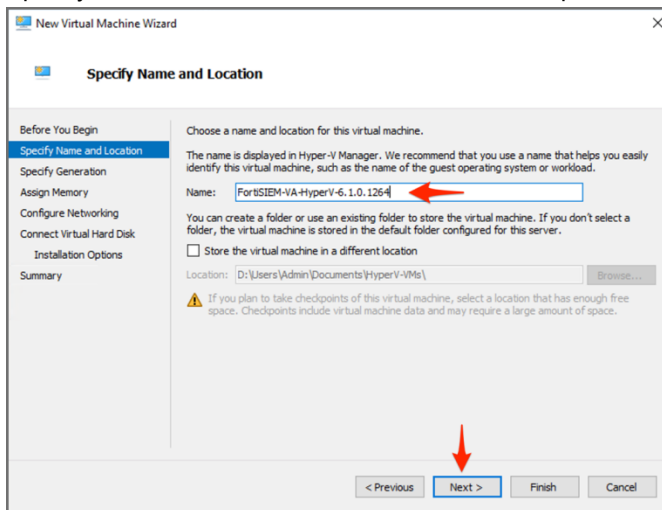 New Virtual Machine Wizard
Specify Name and Location
Before You Begin
Specify Name and Location
Specify Generation
Assign Memory
Configure Networking
Connect Virtual Hard Disk
Installation Options
Summary
Choose a name and location for this virtual machine.
The name is displayed in Hyper-V Manager. We recommend that you use a name that helps you easily
identify this virtual machine, such as the name of the guest operating system or workload.
Name: FortiSIEM-VA-HyperV-6.1.0.1264
You can create a folder or use an existing folder to store the virtual machine. If you don't select a
folder, the virtual machine is stored in the default folder configured for this server.
Store the virtual machine in a different location
Location: D:\Users\Admin\Documents\HyperV-VMs\ Browse...
If you plan to take checkpoints of this virtual machine, select a location that has enough free
space. Checkpoints include virtual machine data and may require a large amount of space.
< Previous Next > Finish Cancel